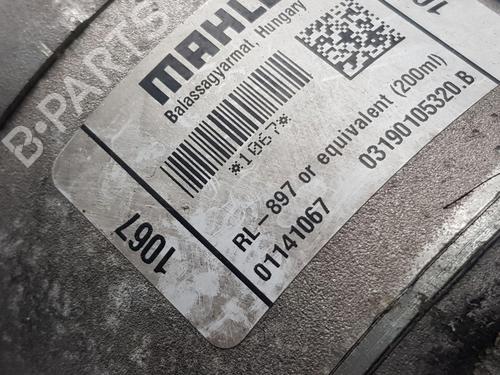 MAHLE
Balassagyarmat, Hungary
*1067*
RL-897 or equivalent (200ml)
01141067
03190105320.B
1067
B-PARTS